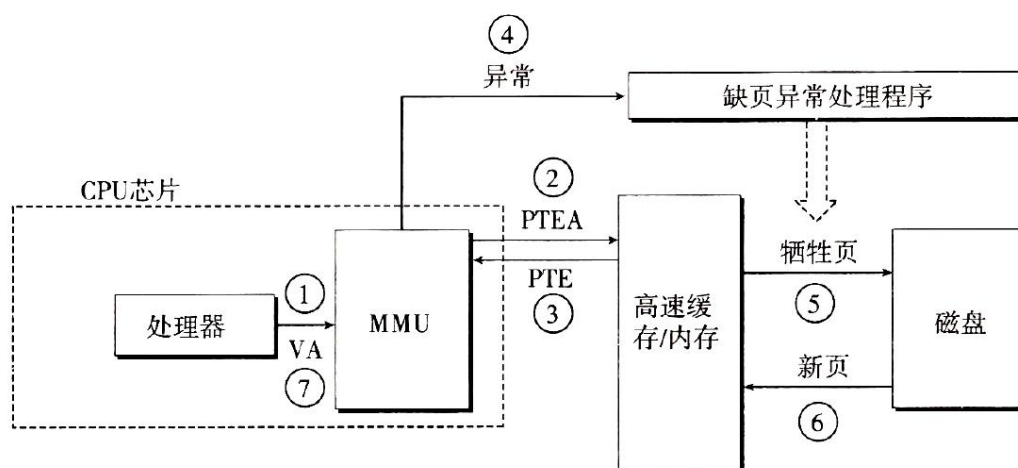 ④
异常
缺页异常处理程序
CPU芯片
②
PTEA
PTE
③
①
VA
⑦
处理器
MMU
高速缓
存/内存
牺牲页
⑤
新页
⑥
磁盘